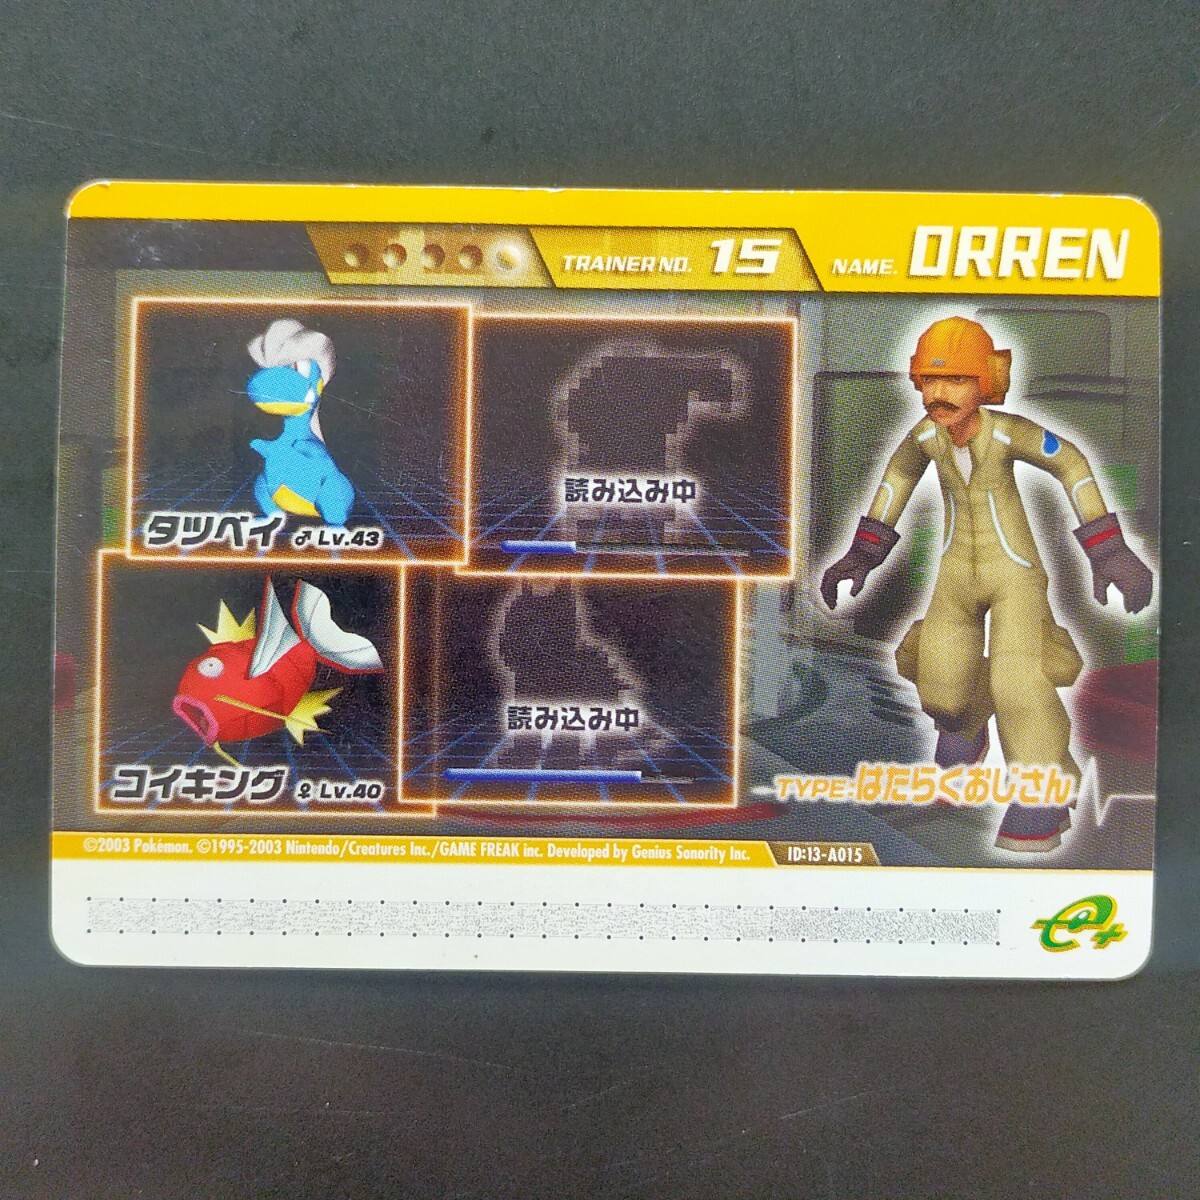 TRAINER NO. 15
NAME. ORREN
タツベイ ♂ Lv.43
読み込み中
コイキング ♀ Lv.40
読み込み中
TYPE:はたらくおじさん
©2003 Pokémon. ©1995-2003 Nintendo/Creatures Inc./GAME FREAK inc. Developed by Genius Sonority Inc.
ID:13-A015
e+